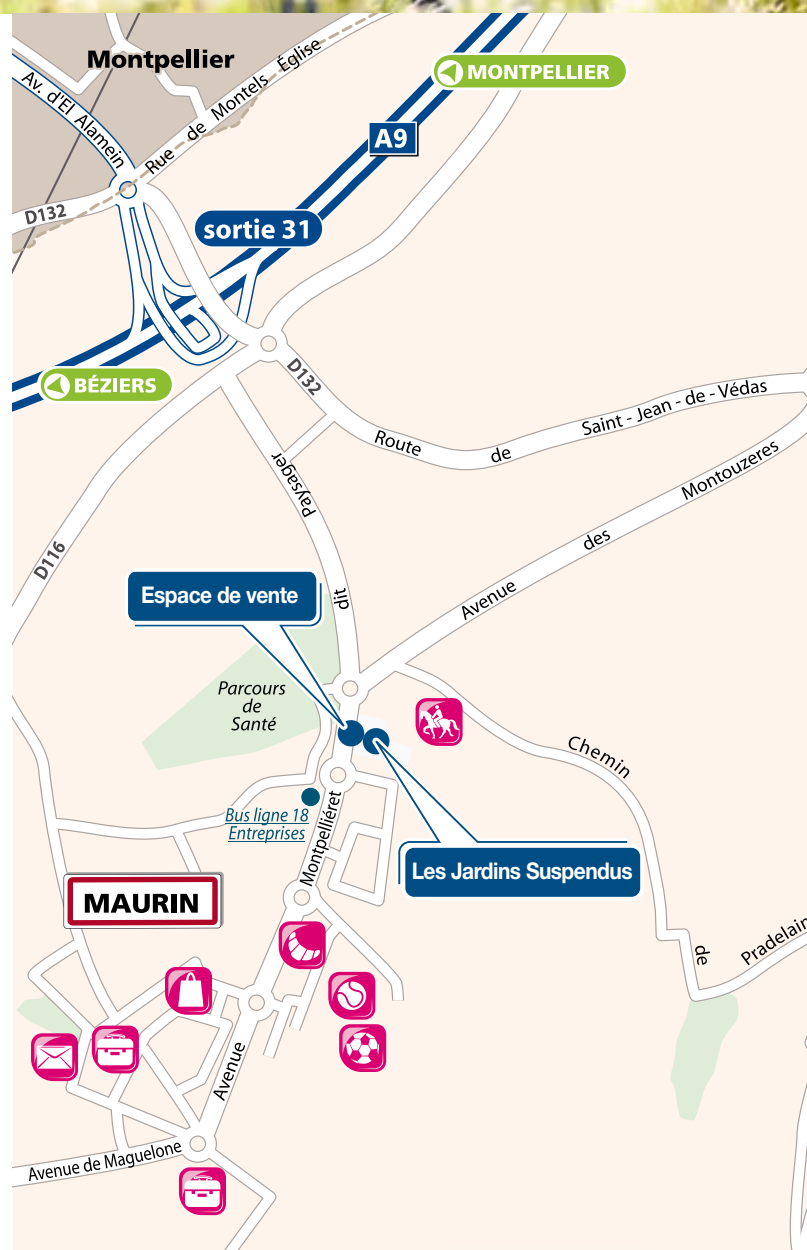 Montpellier
MONTPELLIER
Av. d'El Alamein
Rue de Montels Église
A9
D132
sortie 31
BÉZIERS
D132
Route de Saint - Jean - de - Védas
Paysager dit
Avenue des Montouzeres
D116
Espace de vente
Parcours
de
Santé
Chemin de Pradelain
Bus ligne 18
Entreprises
Les Jardins Suspendus
MAURIN
Avenue Montpelliéret
Avenue de Maguelone